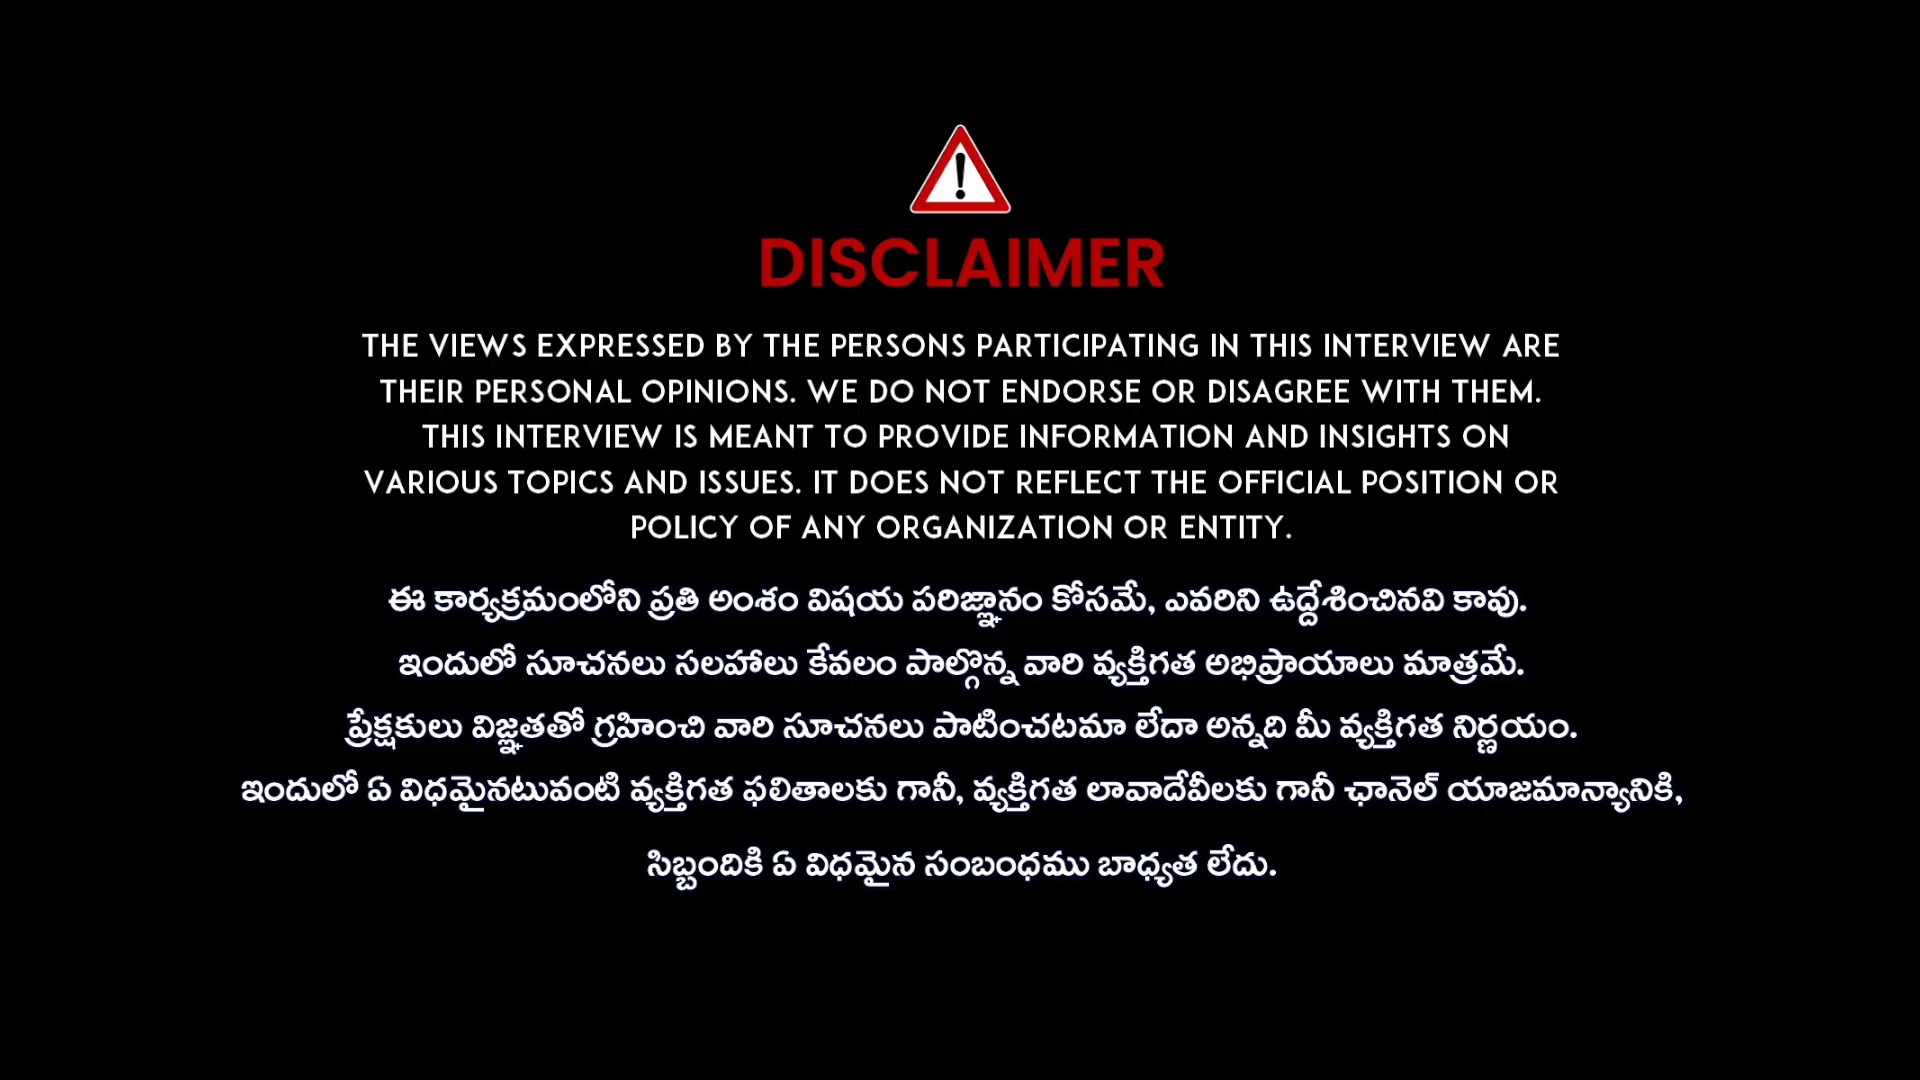 DISCLAIMER
THE VIEWS EXPRESSED BY THE PERSONS PARTICIPATING IN THIS INTERVIEW ARE
THEIR PERSONAL OPINIONS. WE DO NOT ENDORSE OR DISAGREE WITH THEM.
THIS INTERVIEW IS MEANT TO PROVIDE INFORMATION AND INSIGHTS ON
VARIOUS TOPICS AND ISSUES. IT DOES NOT REFLECT THE OFFICIAL POSITION OR
POLICY OF ANY ORGANIZATION OR ENTITY.
ఈ కార్యక్రమంలోని ప్రతి అంశం విషయ పరిజ్ఞానం కోసమే, ఎవరిని ఉద్దేశించినవి కావు.
ఇందులో సూచనలు సలహాలు కేవలం పాల్గొన్న వారి వ్యక్తిగత అభిప్రాయాలు మాత్రమే.
ప్రేక్షకులు విజ్ఞతతో గ్రహించి వారి సూచనలు పాటించటమా లేదా అన్నది మీ వ్యక్తిగత నిర్ణయం.
ఇందులో ఏ విధమైనటువంటి వ్యక్తిగత ఫలితాలకు గానీ, వ్యక్తిగత లావాదేవీలకు గానీ ఛానెల్ యాజమాన్యానికి,
సిబ్బందికి ఏ విధమైన సంబంధము బాధ్యత లేదు.